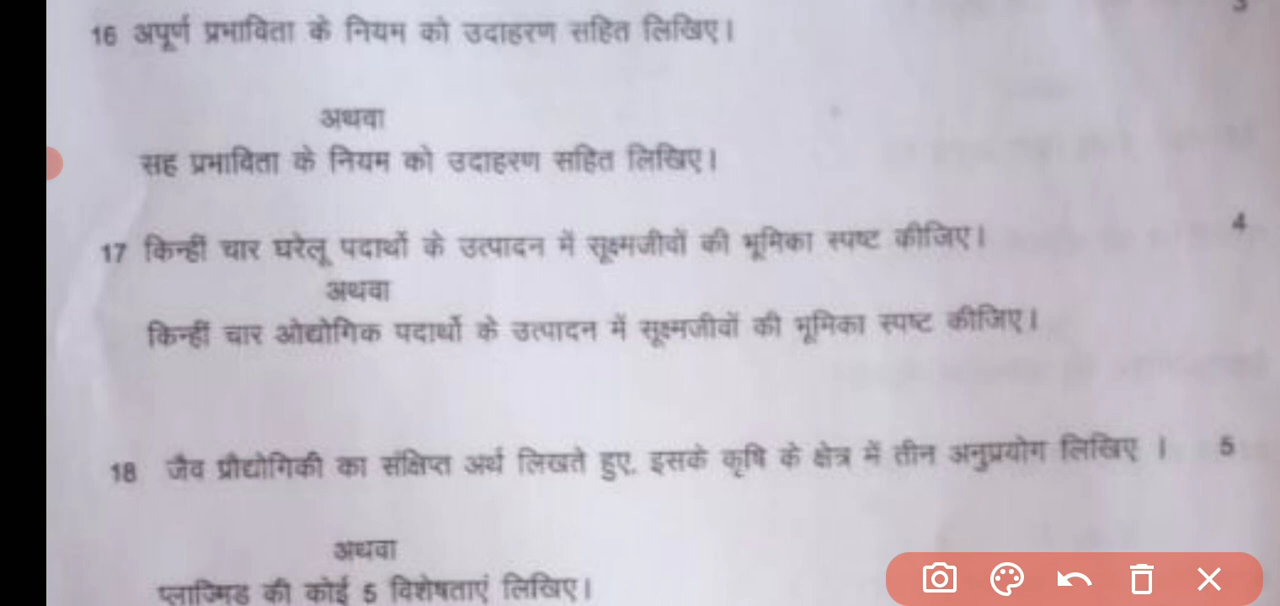 3
16 अपूर्ण प्रभाविता के नियम को उदाहरण सहित लिखिए।
अथवा
सह प्रभाविता के नियम को उदाहरण सहित लिखिए।
17 किन्हीं चार घरेलू पदार्थो के उत्पादन में सूक्ष्मजीवों की भूमिका स्पष्ट कीजिए। 4
अथवा
किन्हीं चार ओद्योगिक पदार्थो के उत्पादन में सूक्ष्मजीवों की भूमिका स्पष्ट कीजिए।
18 जैव प्रौद्योगिकी का संक्षिप्त अर्थ लिखते हुए, इसके कृषि के क्षेत्र में तीन अनुप्रयोग लिखिए । 5
अथवा
प्लाज्मिड की कोई 5 विशेषताएं लिखिए।